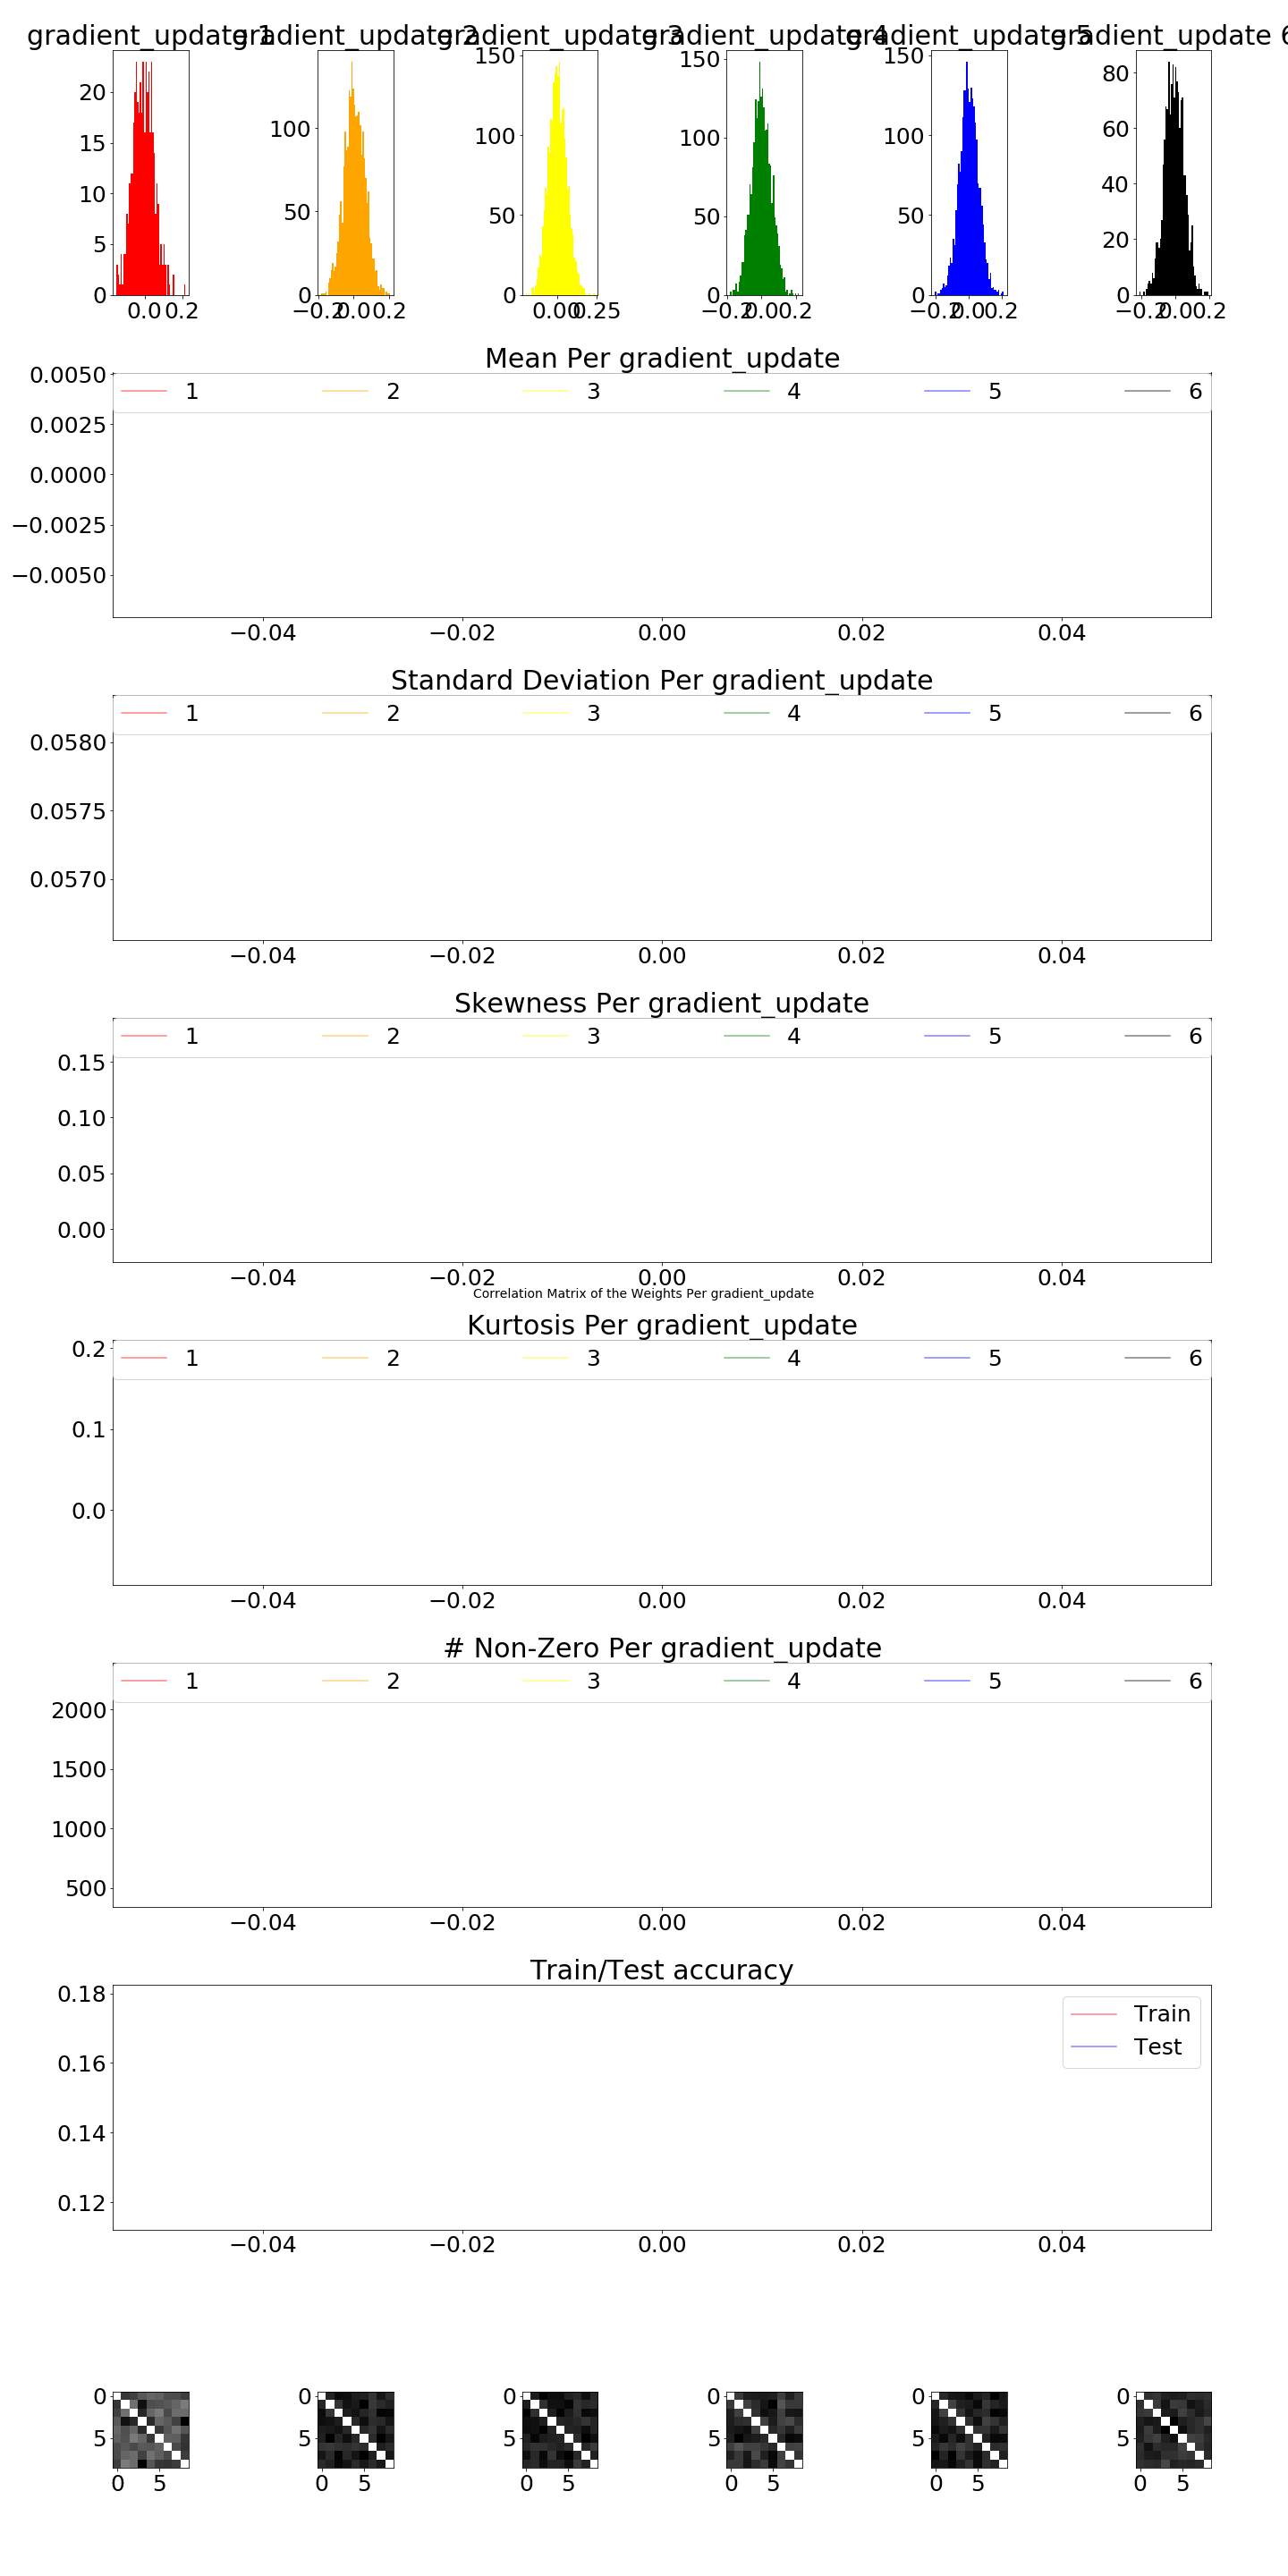 gradient_update 1 gradient_update 2 gradient_update 3 gradient_update 4 gradient_update 5 gradient_update 6
20
15
10
5
0
0.0 0.2
100
50
0
−0.2 0.0 0.2
150
100
50
0
0.00 0.25
150
100
50
0
−0.2 0.0 0.2
150
100
50
0
−0.2 0.0 0.2
80
60
40
20
0
−0.2 0.0 0.2
Mean Per gradient_update
1 2 3 4 5 6
0.0050
0.0025
0.0000
−0.0025
−0.0050
−0.04 −0.02 0.00 0.02 0.04
Standard Deviation Per gradient_update
1 2 3 4 5 6
0.0580
0.0575
0.0570
−0.04 −0.02 0.00 0.02 0.04
Skewness Per gradient_update
1 2 3 4 5 6
0.15
0.10
0.05
0.00
−0.04 −0.02 0.00 0.02 0.04
Correlation Matrix of the Weights Per gradient_update
Kurtosis Per gradient_update
1 2 3 4 5 6
0.2
0.1
0.0
−0.04 −0.02 0.00 0.02 0.04
# Non-Zero Per gradient_update
1 2 3 4 5 6
2000
1500
1000
500
−0.04 −0.02 0.00 0.02 0.04
Train/Test accuracy
Train
Test
0.18
0.16
0.14
0.12
−0.04 −0.02 0.00 0.02 0.04
0 0 0 0 0 0
5 5 5 5 5 5
0 5 0 5 0 5 0 5 0 5 0 5